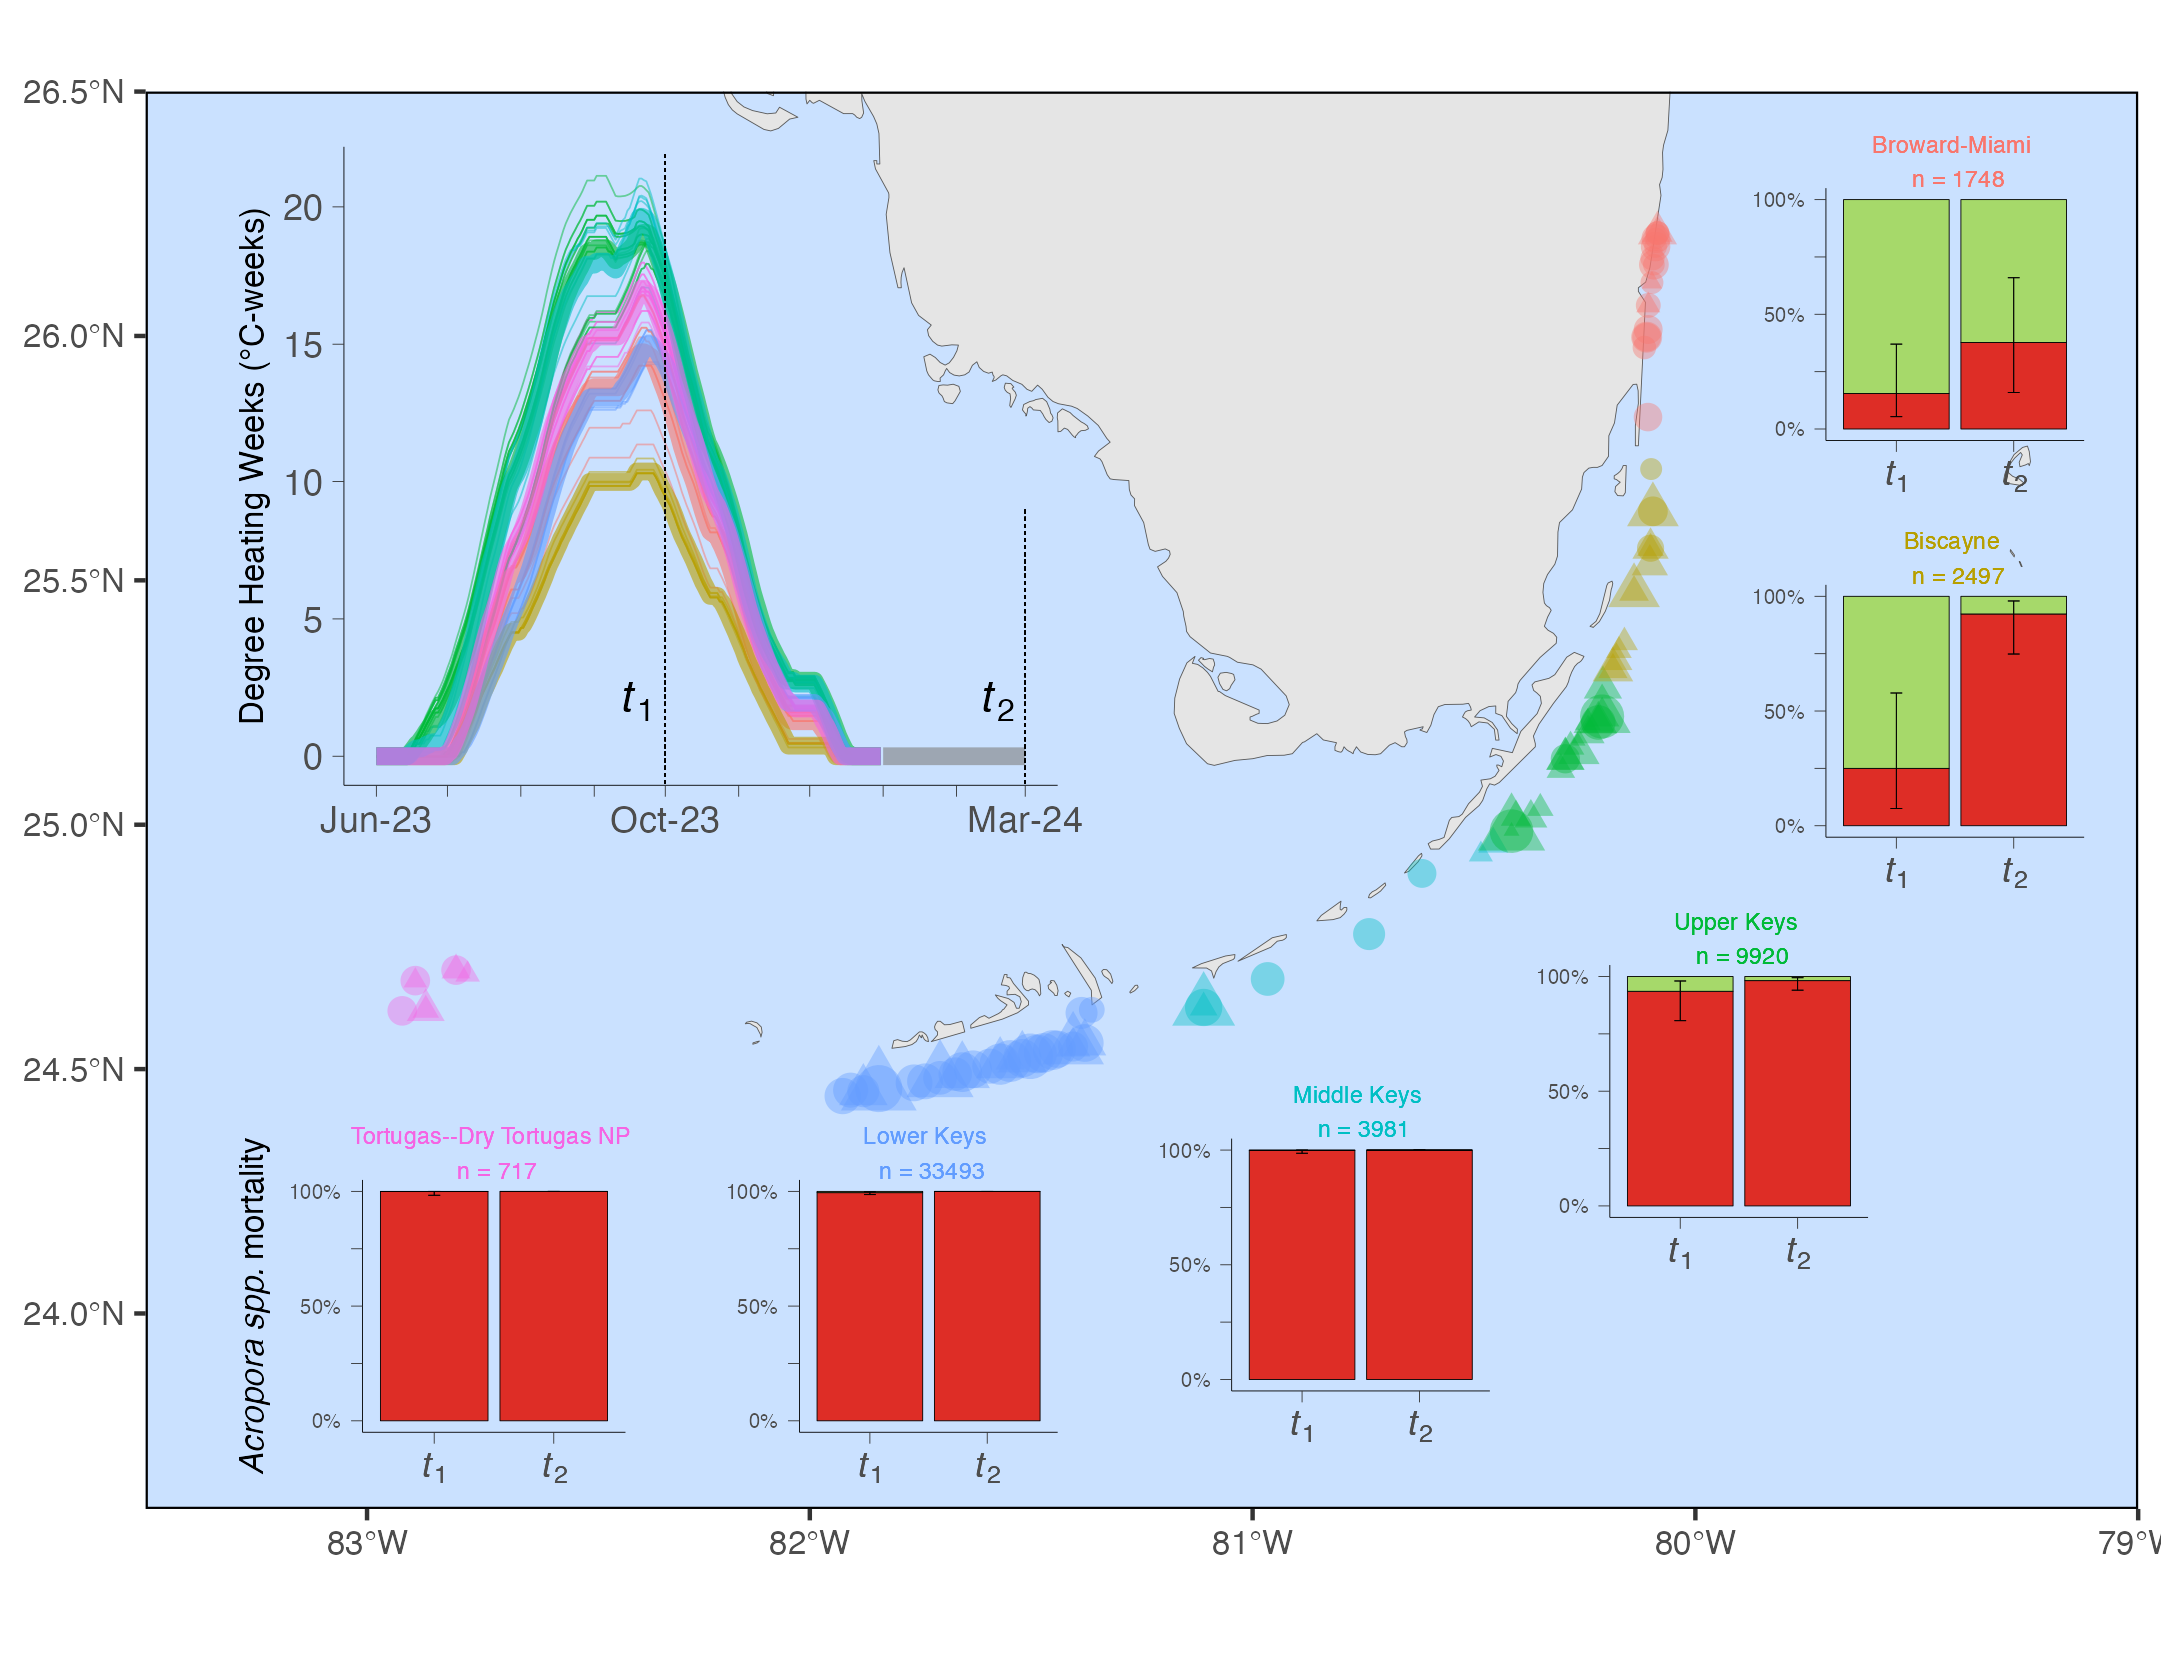 26.5°N
26.0°N
25.5°N
25.0°N
24.5°N
24.0°N
83°W
82°W
81°W
80°W
79°W
Degree Heating Weeks (°C-weeks)
20
15
10
5
0
t1
t2
Jun-23
Oct-23
Mar-24
Broward-Miami
n = 1748
100%
50%
0%
t1
t2
Biscayne
n = 2497
100%
50%
0%
t1
t2
Upper Keys
n = 9920
100%
50%
0%
t1
t2
Middle Keys
n = 3981
100%
50%
0%
t1
t2
Lower Keys
n = 33493
100%
50%
0%
t1
t2
Tortugas--Dry Tortugas NP
n = 717
100%
50%
0%
t1
t2
Acropora spp. mortality